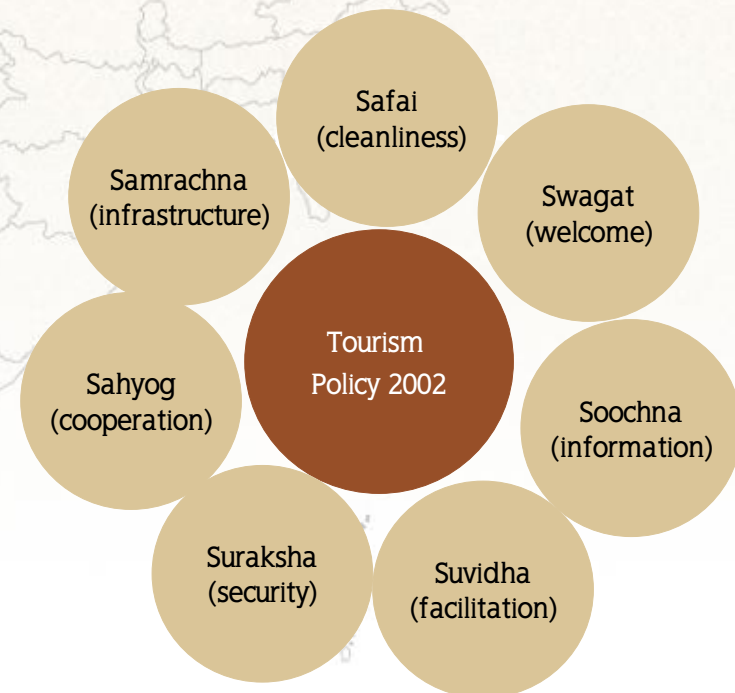 Safai
(cleanliness)
Swagat
(welcome)
Soochna
(information)
Suvidha
(facilitation)
Suraksha
(security)
Sahyog
(cooperation)
Samrachna
(infrastructure)
Tourism
Policy 2002